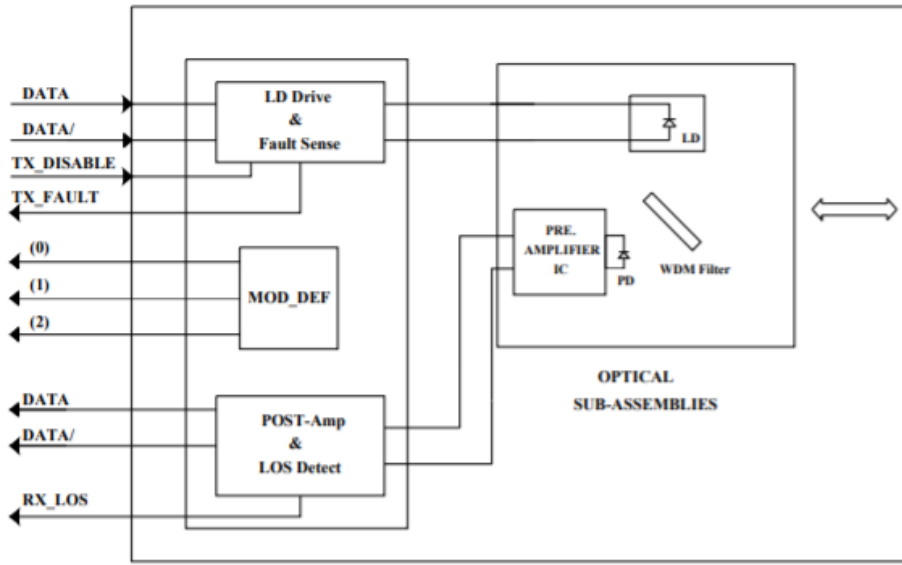 DATA
DATA/
TX_DISABLE
TX_FAULT
(0)
(1)
(2)
DATA
DATA/
RX_LOS
LD Drive
&
Fault Sense
MOD_DEF
POST-Amp
&
LOS Detect
LD
PRE.
AMPLIFIER
IC
PD
WDM Filter
OPTICAL
SUB-ASSEMBLIES